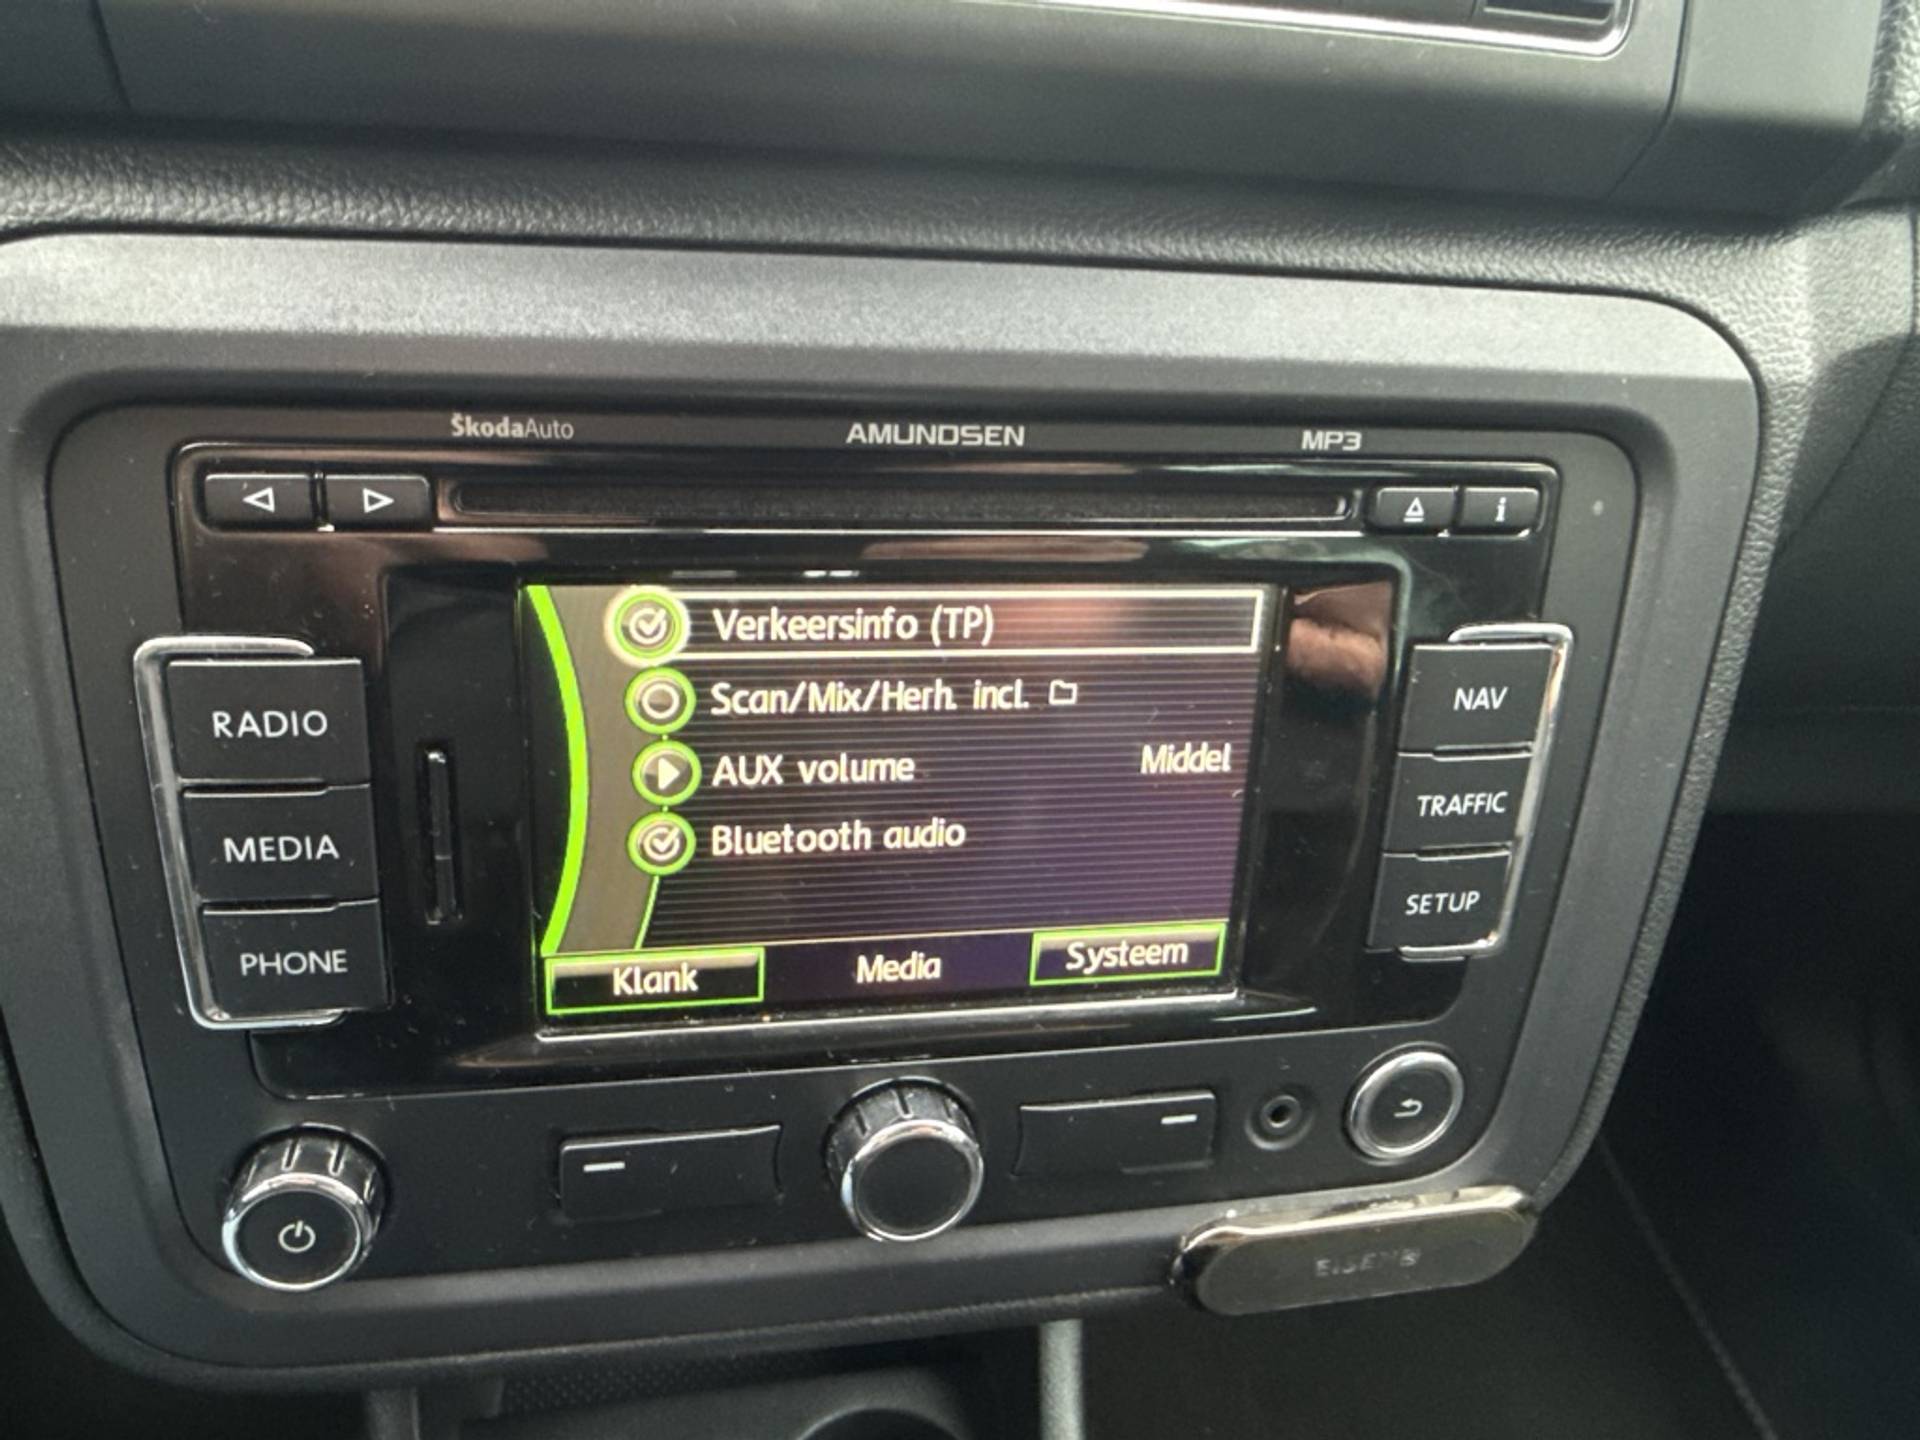 ŠkodaAuto
AMUNDSEN
MP3
i
RADIO
MEDIA
PHONE
Verkeersinfo (TP)
Scan/Mix/Herh. incl.
AUX volume Middel
Bluetooth audio
Klank
Media
Systeem
NAV
TRAFFIC
SETUP